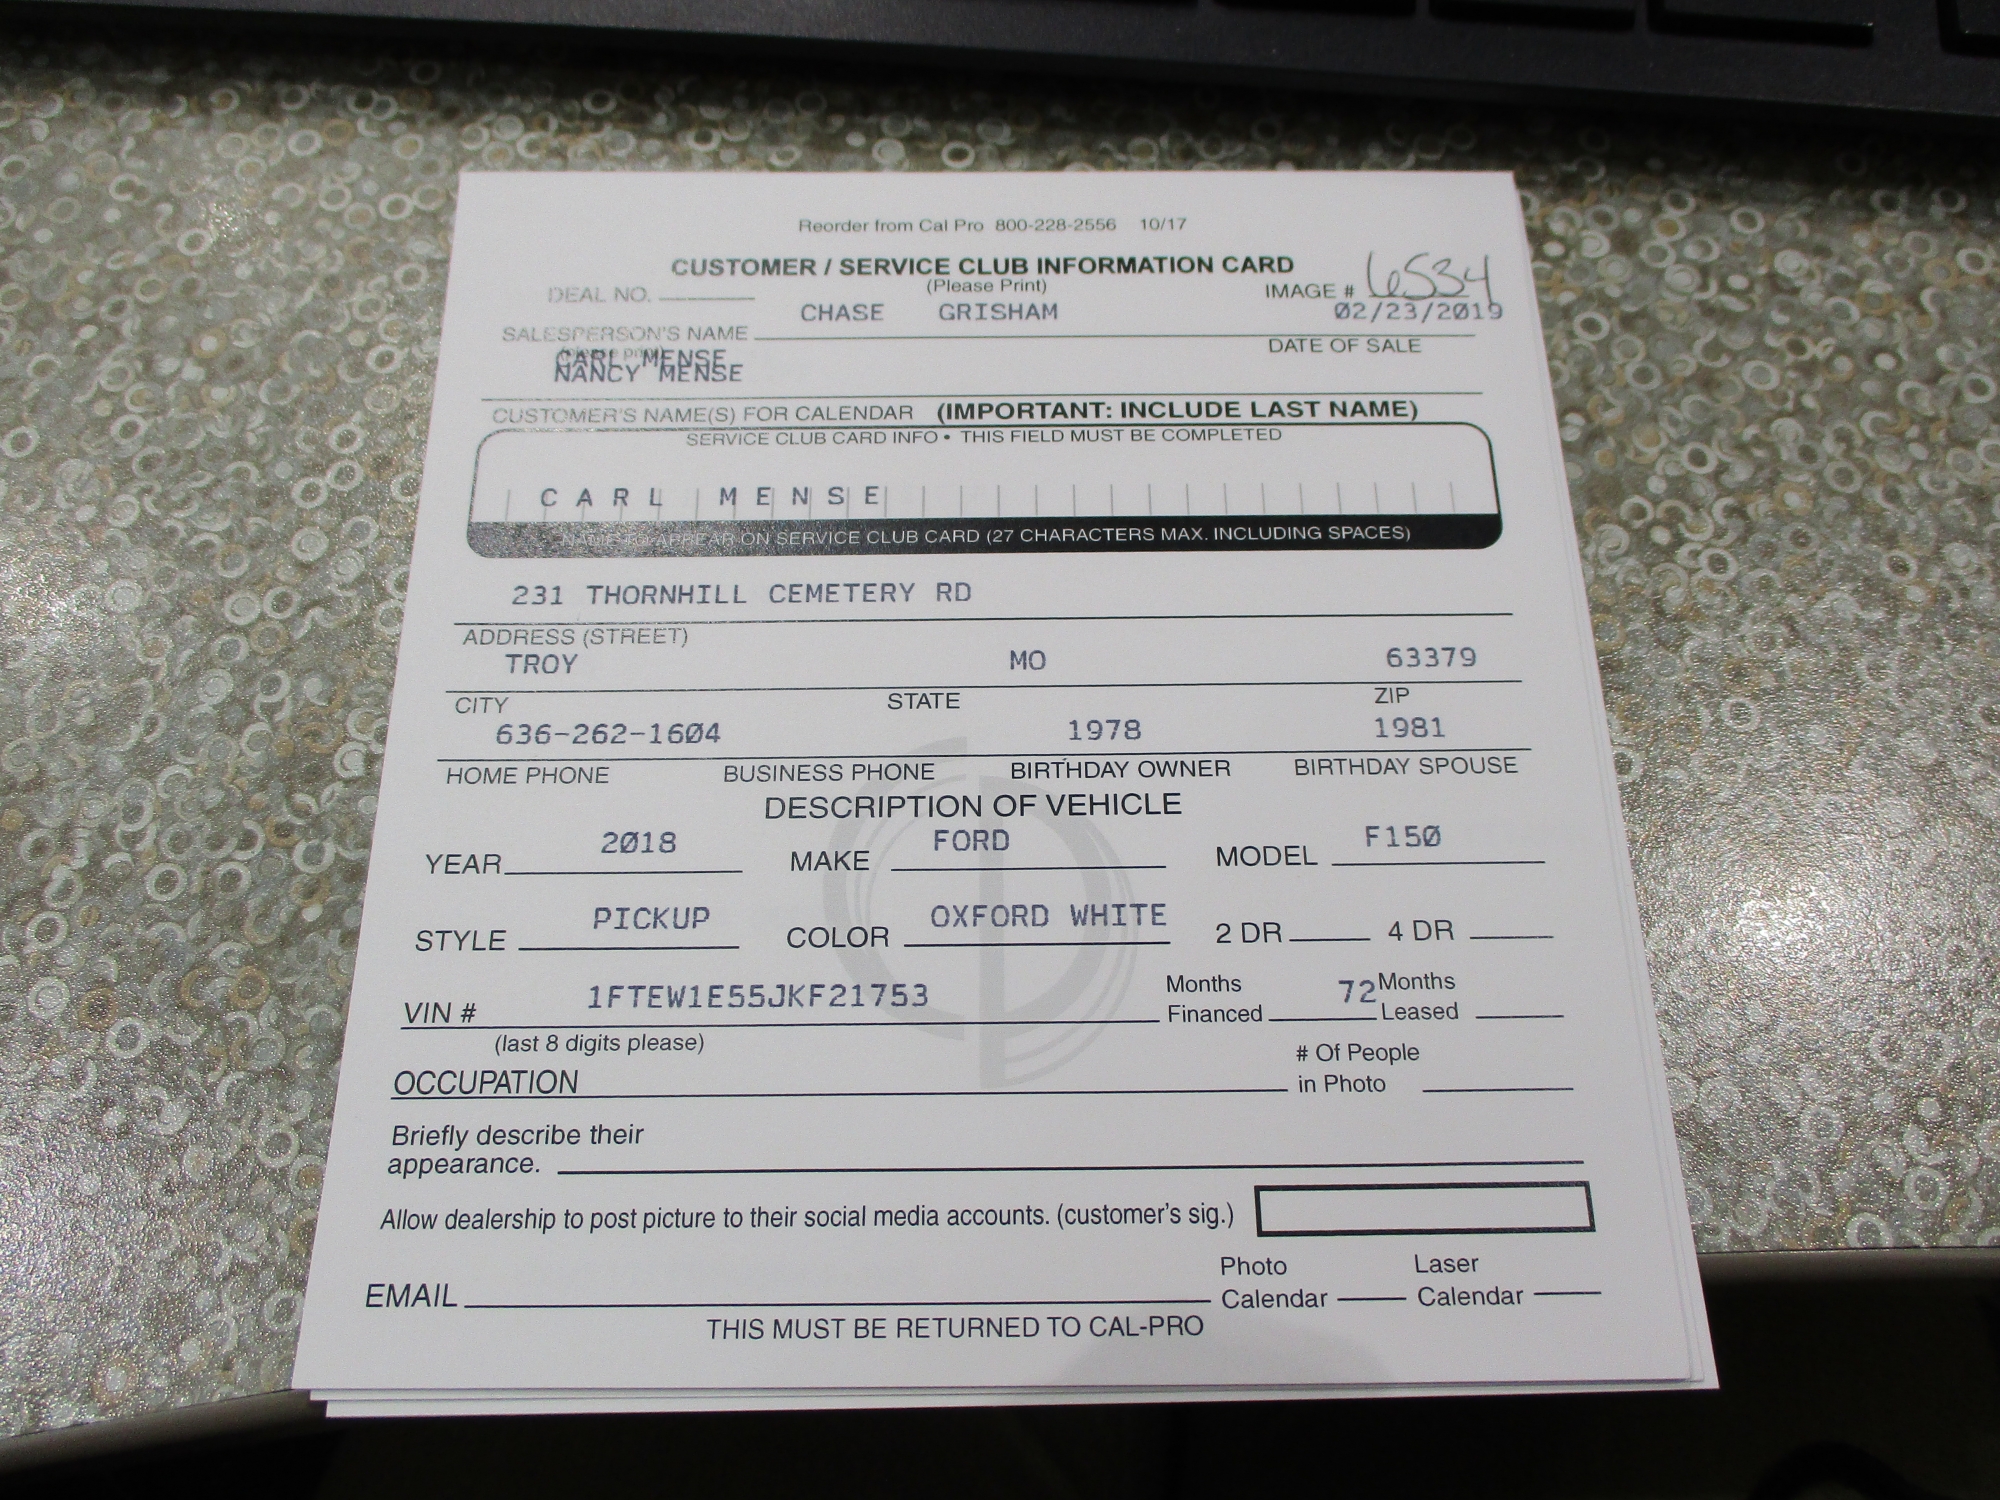 Reorder from Cal Pro 800-228-2556 10/17
CUSTOMER / SERVICE CLUB INFORMATION CARD
(Please Print)
DEAL NO. IMAGE # 6534
CHASE GRISHAM 02/23/2019
SALESPERSON'S NAME DATE OF SALE
(please print)
CARL MENSE
NANCY MENSE
CUSTOMER'S NAME(S) FOR CALENDAR (IMPORTANT: INCLUDE LAST NAME)
SERVICE CLUB CARD INFO • THIS FIELD MUST BE COMPLETED
CARL MENSE
NAME TO APPEAR ON SERVICE CLUB CARD (27 CHARACTERS MAX. INCLUDING SPACES)
231 THORNHILL CEMETERY RD
ADDRESS (STREET)
TROY MO 63379
CITY STATE ZIP
636-262-1604 1978 1981
HOME PHONE BUSINESS PHONE BIRTHDAY OWNER BIRTHDAY SPOUSE
DESCRIPTION OF VEHICLE
YEAR 2018 MAKE FORD MODEL F150
STYLE PICKUP COLOR OXFORD WHITE 2 DR 4 DR
VIN # 1FTEW1E55JKF21753 Months Financed 72 Months Leased
(last 8 digits please)
OCCUPATION # Of People in Photo
Briefly describe their
appearance.
Allow dealership to post picture to their social media accounts. (customer's sig.)
EMAIL Photo Calendar Laser Calendar
THIS MUST BE RETURNED TO CAL-PRO